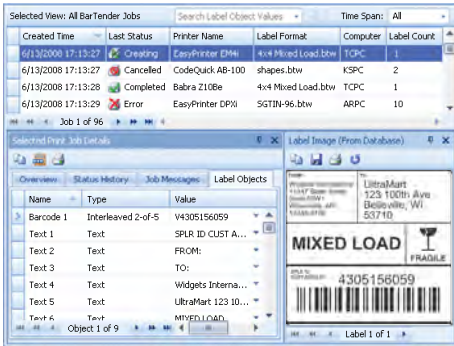 Selected View: All BarTender Jobs Search Label Object Values Time Span: All
Created Time Last Status Printer Name Label Format Computer Label Count
6/13/2008 17:13:27 Creating EasyPrinter EM4i 4x4 Mixed Load.btw TCPC 1
6/13/2008 17:13:27 Cancelled CodeQuick AB-100 shapes.btw KSPC 2
6/13/2008 17:13:28 Completed Babra Z10Be 4x4 Mixed Load.btw TCPC 1
6/13/2008 17:13:29 Error EasyPrinter DPXi SGTIN-96.btw ARPC 10
Job 1 of 96
Selected Print Job Details
Overview Status History Job Messages Label Objects
Name Type Value
Barcode 1 Interleaved 2-of-5 V4305156059
Text 1 Text SPLR ID CUST A...
Text 2 Text FROM:
Text 3 Text TO:
Text 4 Text Widgets Interna...
Text 5 Text UltraMart 123 10...
Text 6 Text MIXED LOAD
Object 1 of 9
Label Image (From Database)
UltraMart
123 100th Ave
Belleville, WI
53710
MIXED LOAD
FRAGILE
4305156059
Label 1 of 1